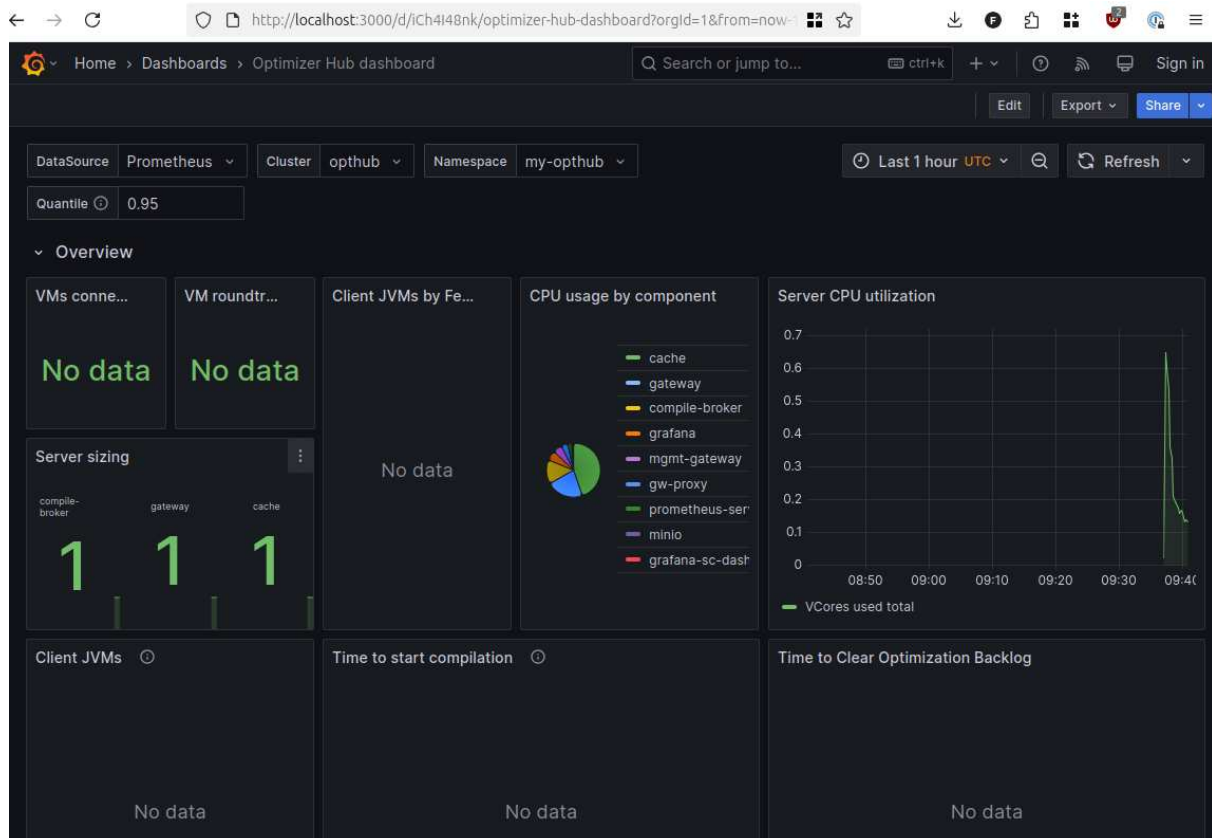 http://localhost:3000/d/iCh4I48nk/optimizer-hub-dashboard?orgId=1&from=now-
2
Home › Dashboards › Optimizer Hub dashboard
Search or jump to...
ctrl+k
Sign in
Edit
Export
Share
DataSource Prometheus
Cluster opthub
Namespace my-opthub
Last 1 hour UTC
Refresh
Quantile 0.95
Overview
VMs conne...
No data
VM roundtr...
No data
Client JVMs by Fe...
No data
CPU usage by component
cache
gateway
compile-broker
grafana
mgmt-gateway
gw-proxy
prometheus-ser
minio
grafana-sc-dash
Server CPU utilization
0.7
0.6
0.5
0.4
0.3
0.2
0.1
0
08:50 09:00 09:10 09:20 09:30 09:40
VCores used total
Server sizing
compile-
broker
gateway
cache
1 1 1
Client JVMs
No data
Time to start compilation
No data
Time to Clear Optimization Backlog
No data